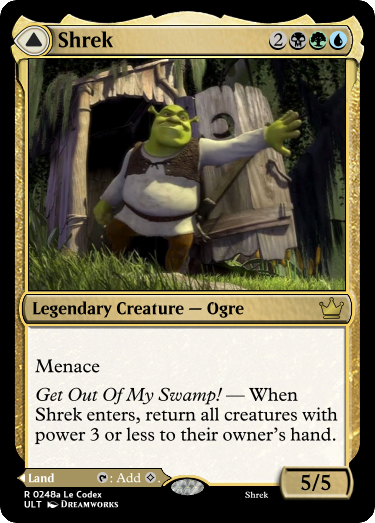 Shrek 2
Legendary Creature — Ogre
Menace
Get Out Of My Swamp! — When
Shrek enters, return all creatures with
power 3 or less to their owner's hand.
Land : Add .
5/5
R 0248a Le Codex
ULT DREAMWORKS
Shrek